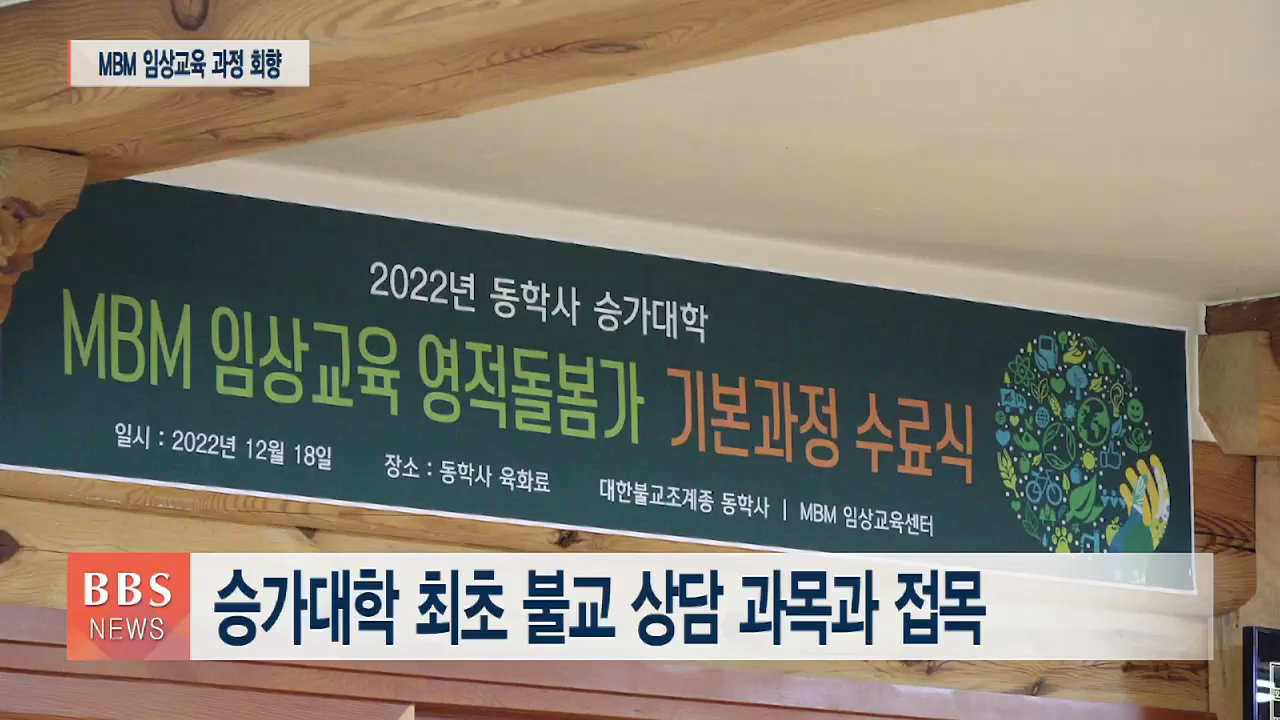 MBM 임상교육 과정 회향
2022년 동학사 승가대학
MBM 임상교육 영적돌봄가 기본과정 수료식
일시 : 2022년 12월 18일 장소 : 동학사 육화료 대한불교조계종 동학사 | MBM 임상교육센터
BBS
NEWS
승가대학 최초 불교 상담 과목과 접목